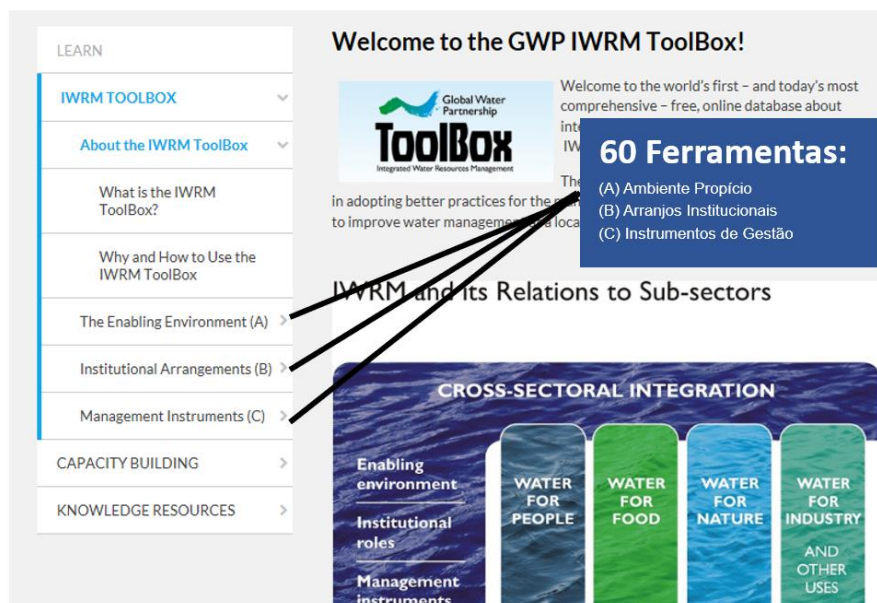 LEARN
IWRM TOOLBOX
About the IWRM ToolBox
What is the IWRM
ToolBox?
Why and How to Use the
IWRM ToolBox
The Enabling Environment (A)
Institutional Arrangements (B)
Management Instruments (C)
CAPACITY BUILDING
KNOWLEDGE RESOURCES
Welcome to the GWP IWRM ToolBox!
Global Water
Partnership
ToolBox
Integrated Water Resources Management
Welcome to the world's first – and today's most
comprehensive – free, online database about
60 Ferramentas:
(A) Ambiente Propício
(B) Arranjos Institucionais
(C) Instrumentos de Gestão
in adopting better practices for the
to improve water management
IWRM and its Relations to Sub-sectors
CROSS-SECTORAL INTEGRATION
Enabling
environment
Institutional
roles
Management
instruments
WATER
FOR
PEOPLE
WATER
FOR
FOOD
WATER
FOR
NATURE
WATER
FOR
INDUSTRY
AND
OTHER
USES